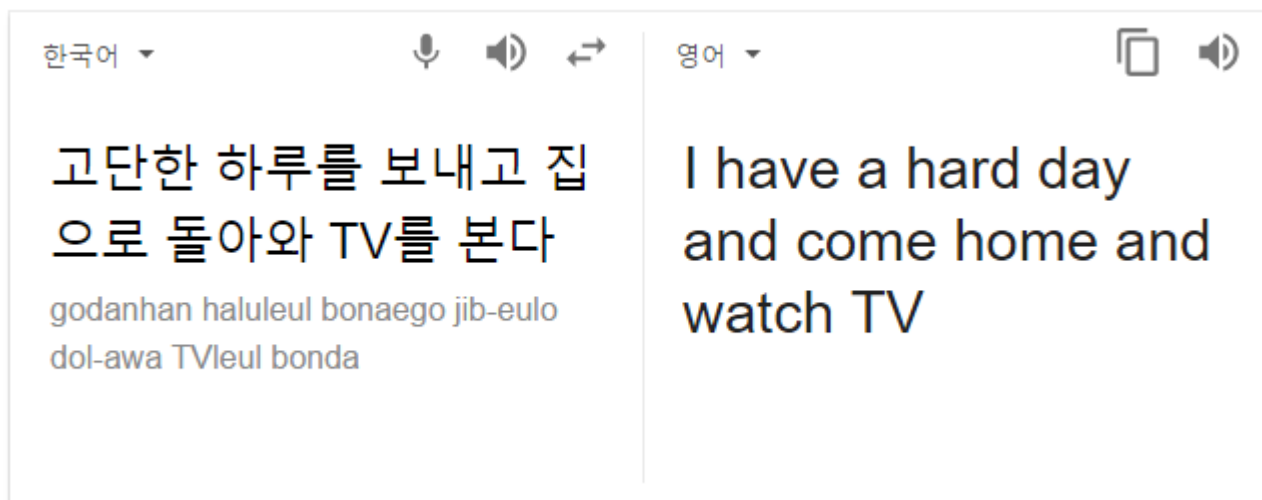 한국어
영어
고단한 하루를 보내고 집
으로 돌아와 TV를 본다
godanhan haluleul bonaego jib-eulo
dol-awa TVleul bonda
I have a hard day
and come home and
watch TV